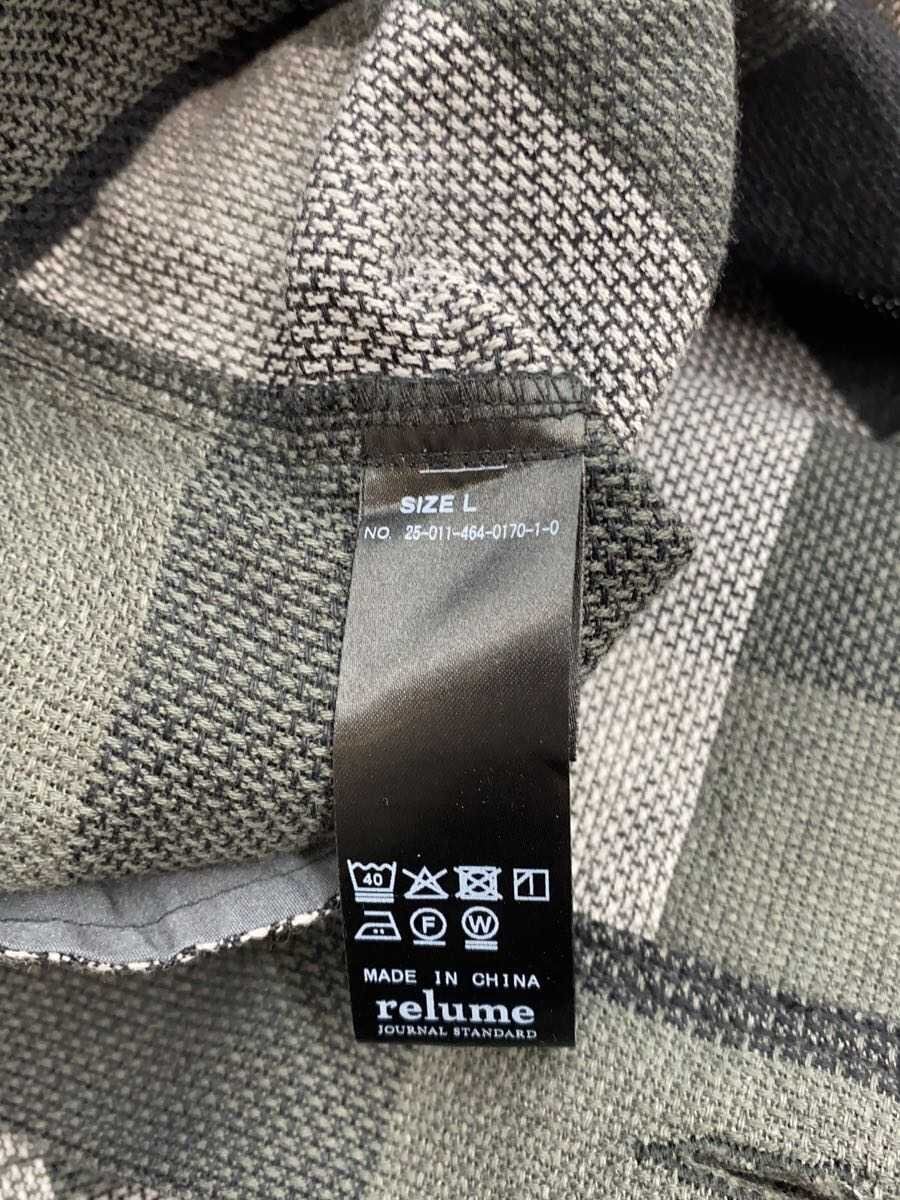 SIZE L
NO. 25-011-464-0170-1-0
40
F W
MADE IN CHINA
relume
JOURNAL STANDARD